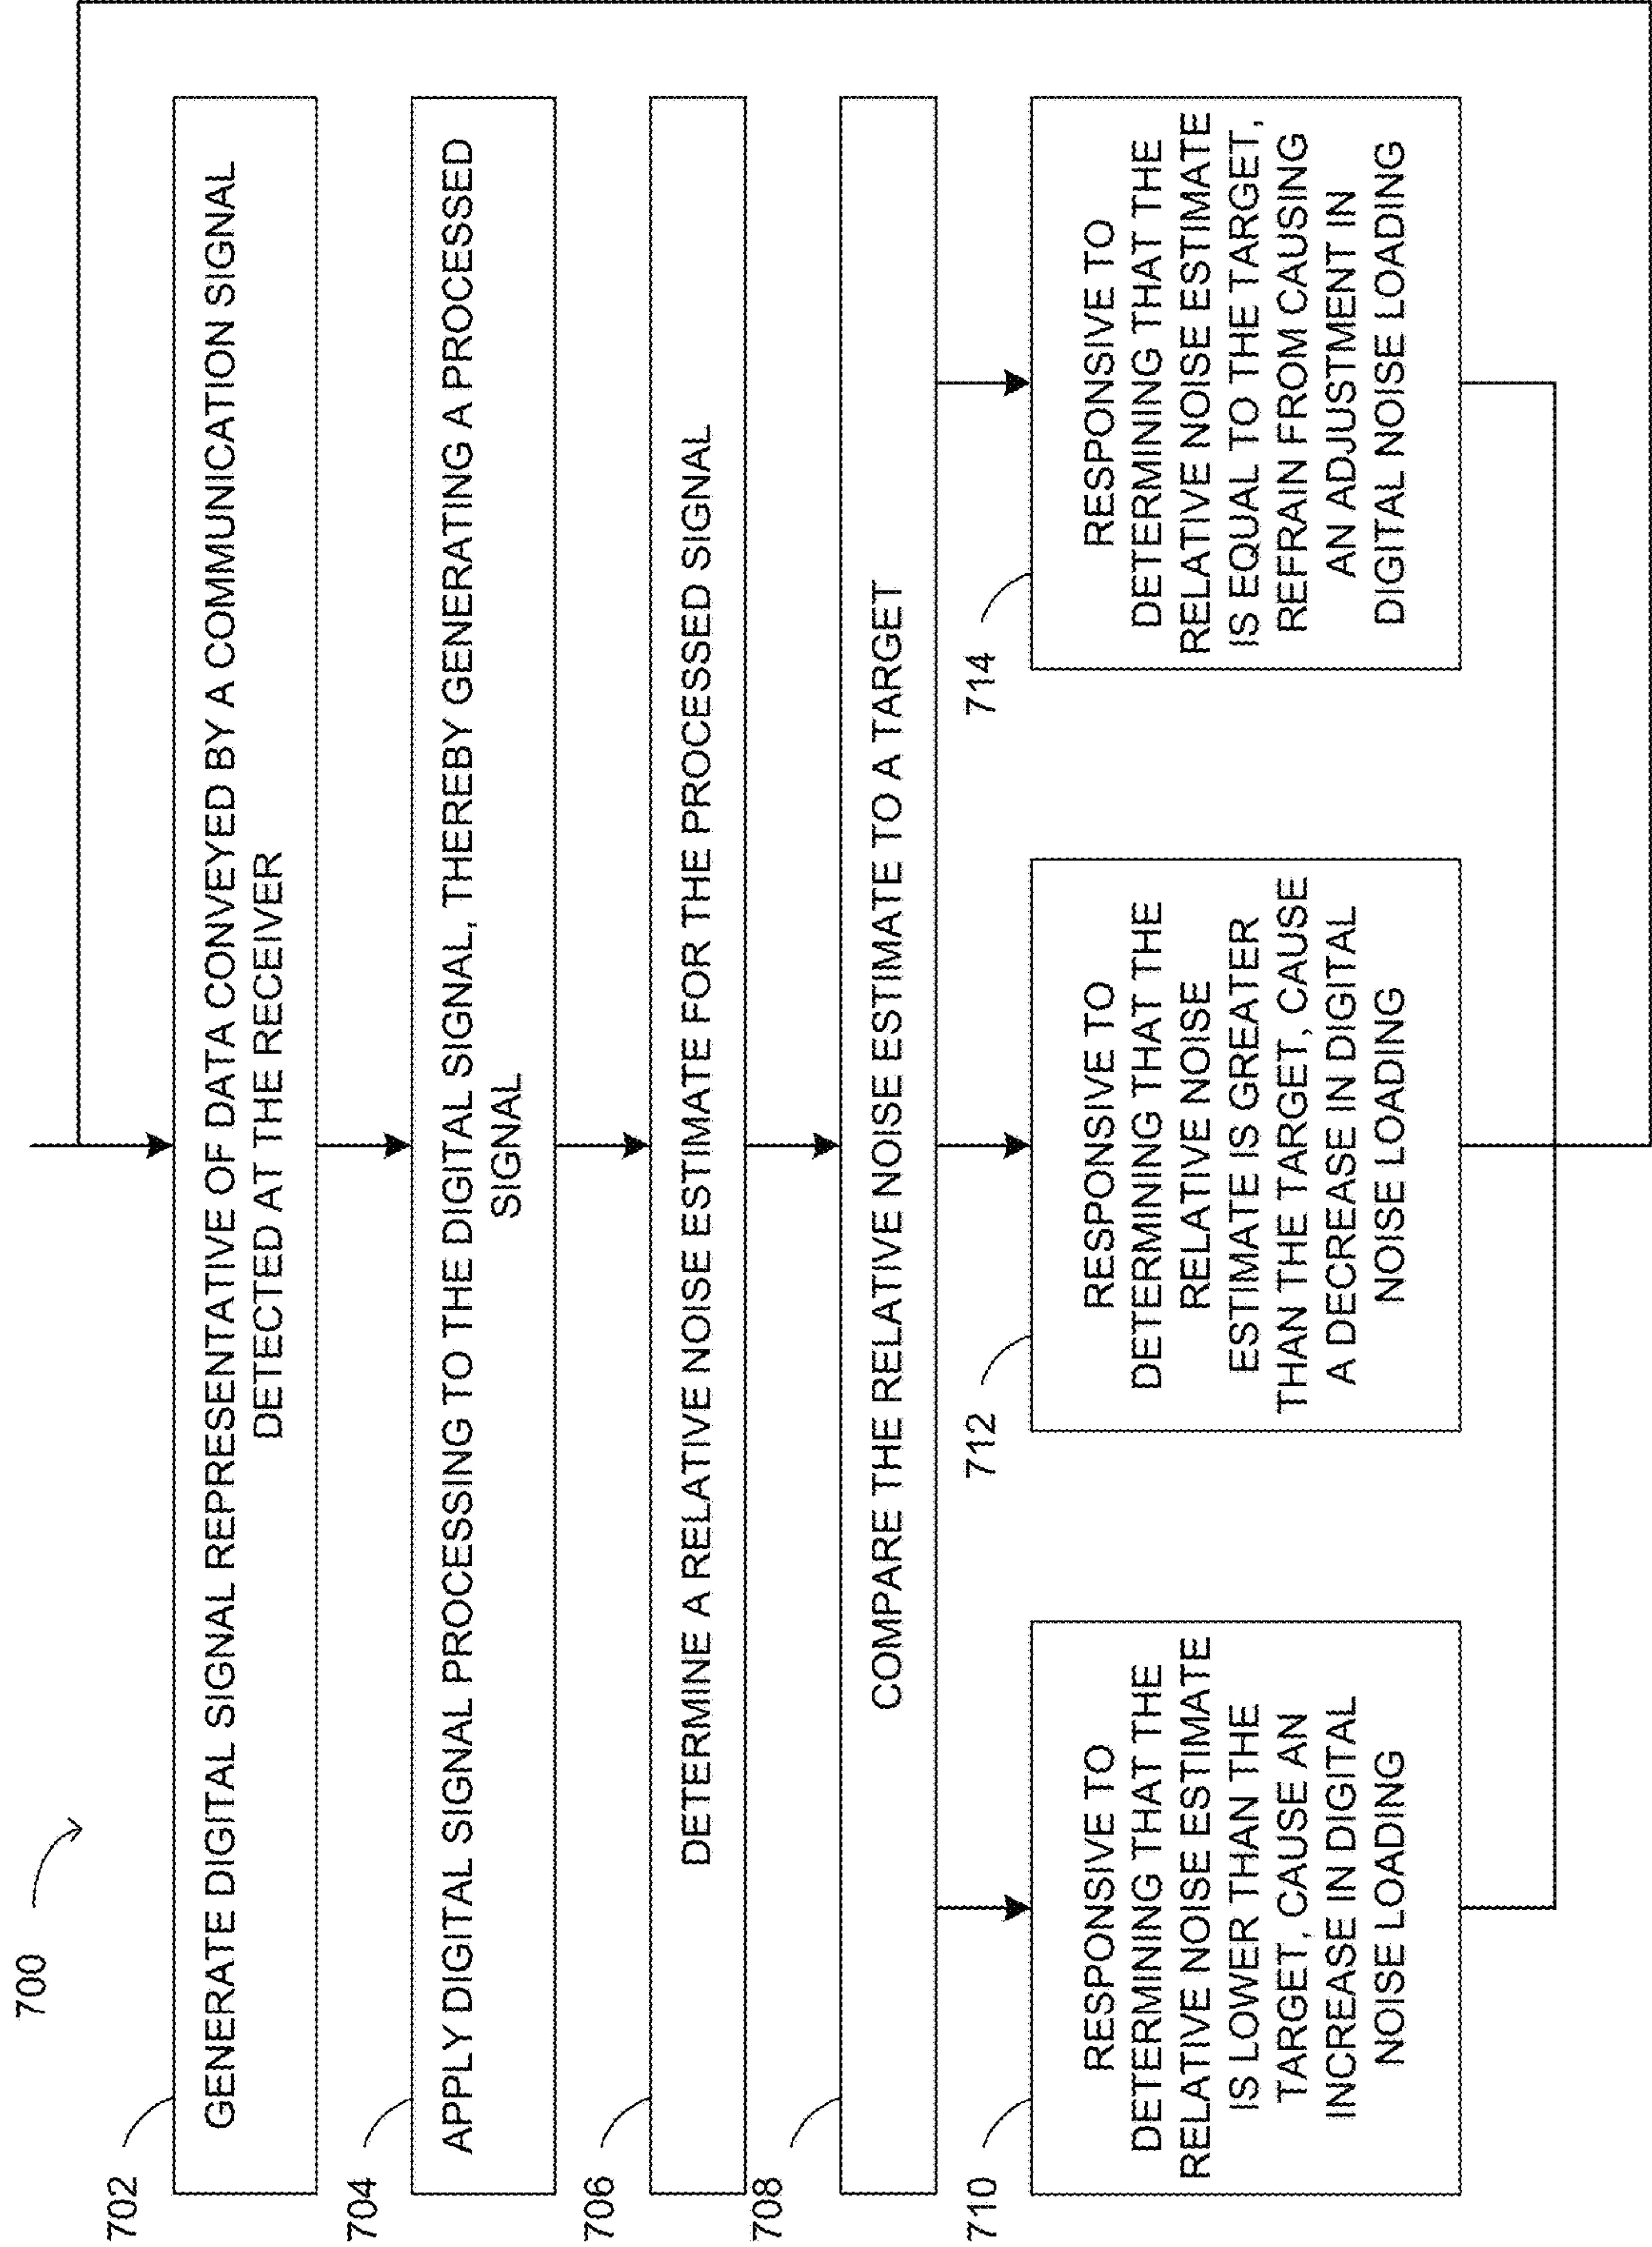 700
702
GENERATE DIGITAL SIGNAL REPRESENTATIVE OF DATA CONVEYED BY A COMMUNICATION SIGNAL
DETECTED AT THE RECEIVER
704
APPLY DIGITAL SIGNAL PROCESSING TO THE DIGITAL SIGNAL, THEREBY GENERATING A PROCESSED
SIGNAL
706
DETERMINE A RELATIVE NOISE ESTIMATE FOR THE PROCESSED SIGNAL
708
COMPARE THE RELATIVE NOISE ESTIMATE TO A TARGET
710
RESPONSIVE TO
DETERMINING THAT THE
RELATIVE NOISE ESTIMATE
IS LOWER THAN THE
TARGET, CAUSE AN
INCREASE IN DIGITAL
NOISE LOADING
712
RESPONSIVE TO
DETERMINING THAT THE
RELATIVE NOISE
ESTIMATE IS GREATER
THAN THE TARGET, CAUSE
A DECREASE IN DIGITAL
NOISE LOADING
714
RESPONSIVE TO
DETERMINING THAT THE
RELATIVE NOISE ESTIMATE
IS EQUAL TO THE TARGET,
REFRAIN FROM CAUSING
AN ADJUSTMENT IN
DIGITAL NOISE LOADING